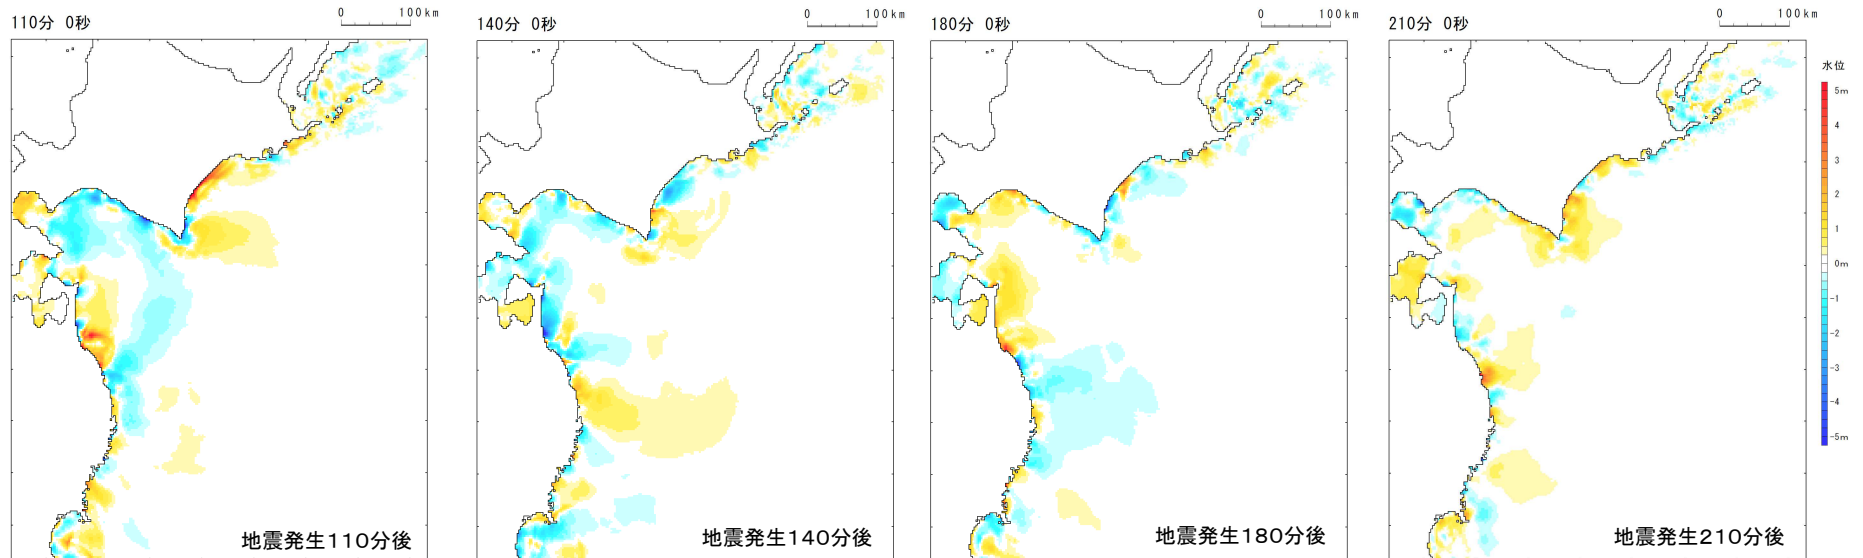 110分 0秒
0 100km
地震発生110分後
140分 0秒
0 100km
地震発生140分後
180分 0秒
0 100km
地震発生180分後
210分 0秒
0 100km
地震発生210分後
水位
5m
4
3
2
1
0m
-1
-2
-3
-4
-5m